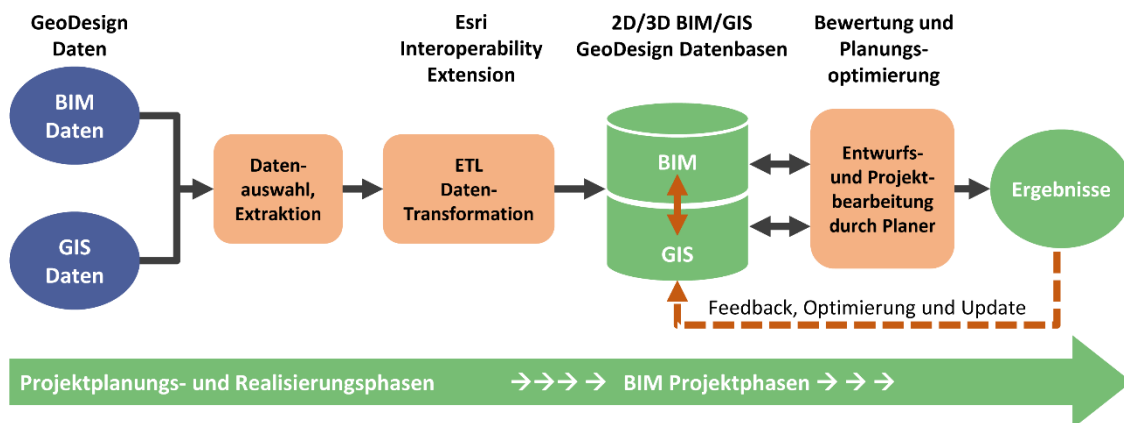 GeoDesign
Daten
Esri
Interoperability
Extension
2D/3D BIM/GIS
GeoDesign Datenbasen
Bewertung und
Planungs-
optimierung
BIM
Daten
GIS
Daten
Daten-
auswahl,
Extraktion
ETL
Daten-
Transformation
BIM
GIS
Entwurfs-
und Projekt-
bearbeitung
durch Planer
Ergebnisse
Feedback, Optimierung und Update
Projektplanungs- und Realisierungsphasen →→→→ BIM Projektphasen → → →